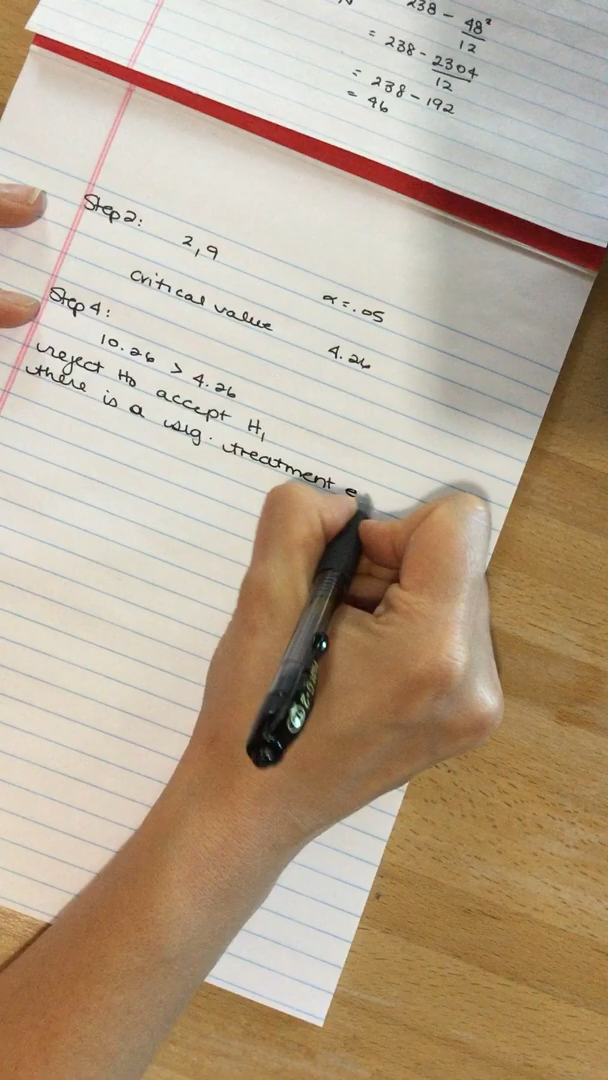 238 - 48²
12
= 238 - 2304
12
= 238 - 192
= 46
Step 2:
2, 9
α = .05
critical value
4.26
Step 4:
10.26 > 4.26
reject H₀ accept H₁
there is a sig. treatment e